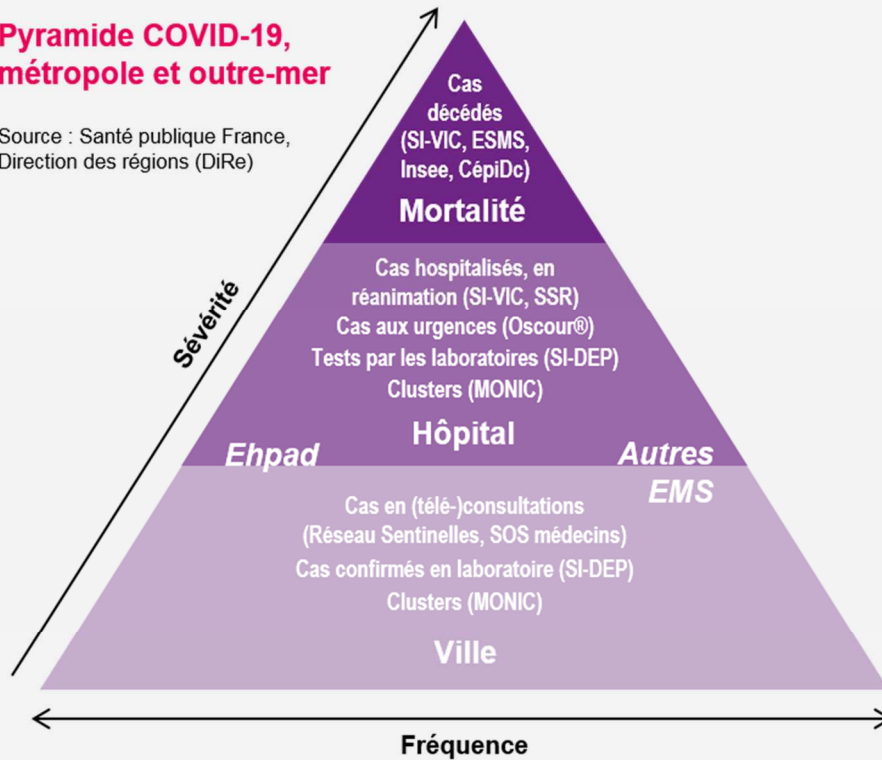 Pyramide COVID-19,
métropole et outre-mer
Source : Santé publique France,
Direction des régions (DiRe)
Sévérité
Cas
décédés
(SI-VIC, ESMS,
Insee, CépiDc)
Mortalité
Cas hospitalisés, en
réanimation (SI-VIC, SSR)
Cas aux urgences (Oscour®)
Tests par les laboratoires (SI-DEP)
Clusters (MONIC)
Hôpital
Ehpad
Autres
EMS
Cas en (télé-)consultations
(Réseau Sentinelles, SOS médecins)
Cas confirmés en laboratoire (SI-DEP)
Clusters (MONIC)
Ville
Fréquence